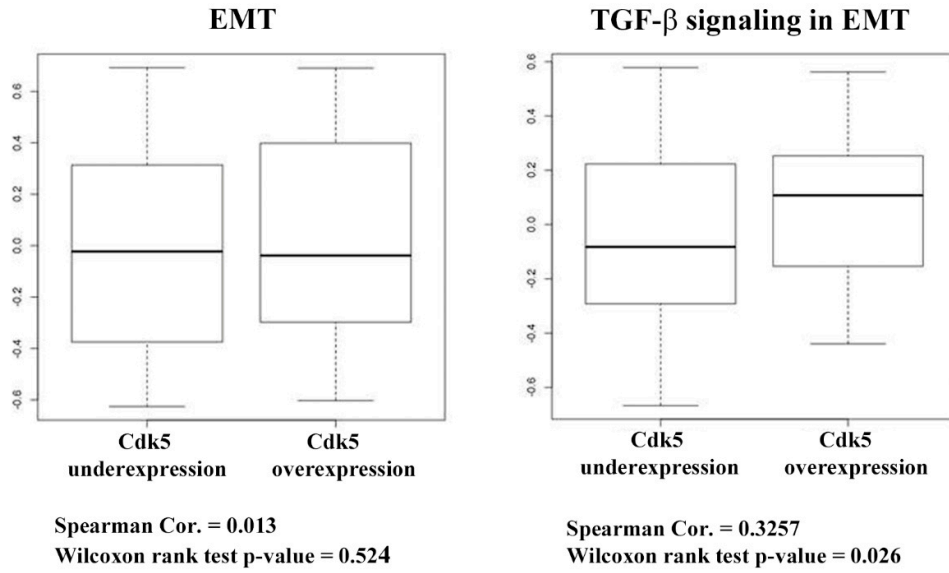 EMT
0.6
0.4
0.2
0.0
-0.2
-0.4
-0.6
Cdk5
underexpression
Cdk5
overexpression
Spearman Cor. = 0.013
Wilcoxon rank test p-value = 0.524
TGF-β signaling in EMT
0.6
0.4
0.2
0.0
-0.2
-0.4
-0.6
Cdk5
underexpression
Cdk5
overexpression
Spearman Cor. = 0.3257
Wilcoxon rank test p-value = 0.026